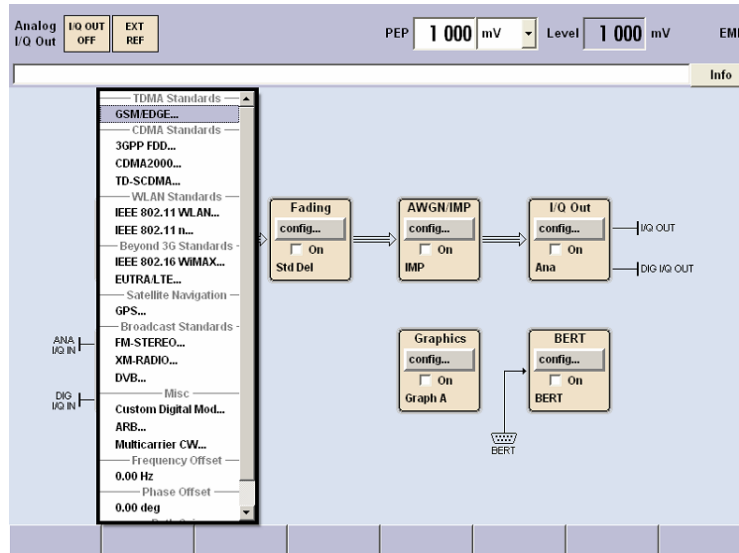 Analog
I/Q Out
I/Q OUT
OFF
EXT
REF
PEP 1 000 mV Level 1 000 mV
Info
TDMA Standards
GSM/EDGE...
CDMA Standards
3GPP FDD...
CDMA2000...
TD-SCDMA...
WLAN Standards
IEEE 802.11 WLAN...
IEEE 802.11 n...
Beyond 3G Standards
IEEE 802.16 WiMAX...
EUTRA/LTE...
Satellite Navigation
GPS...
Broadcast Standards
FM-STEREO...
XM-RADIO...
DVB...
Misc
Custom Digital Mod...
ARB...
Multicarrier CW...
Frequency Offset
0.00 Hz
Phase Offset
0.00 deg
ANA
I/Q IN
DIG
I/Q IN
Fading
config...
On
Std Del
AWGN/IMP
config...
On
IMP
I/Q Out
config...
On
Ana
I/Q OUT
DIG I/Q OUT
Graphics
config...
On
Graph A
BERT
config...
On
BERT
BERT